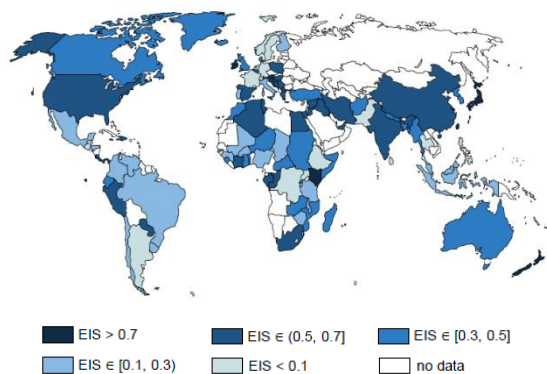 EIS > 0.7 EIS ∈ (0.5, 0.7] EIS ∈ [0.3, 0.5]
EIS ∈ [0.1, 0.3) EIS < 0.1 no data